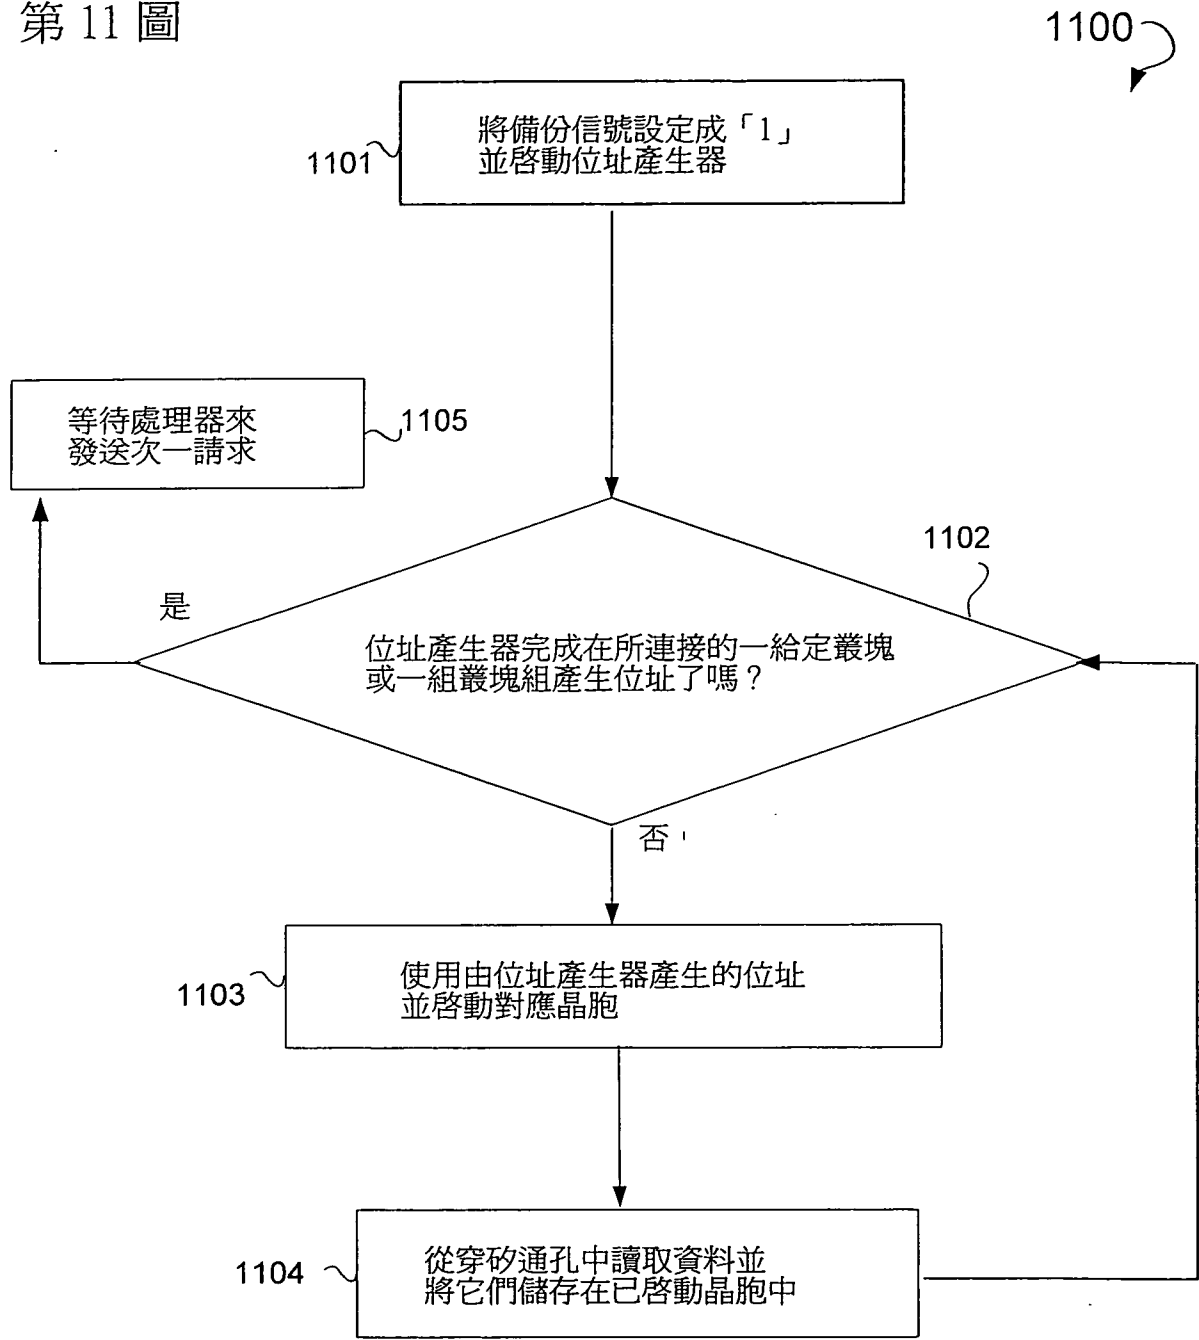 第 11 圖
1100
將備份信號設定成「1」
並啓動位址產生器
1101
等待處理器來
發送次一請求
1105
1102
是
位址產生器完成在所連接的一給定叢塊
或一組叢塊組產生位址了嗎？
否
使用由位址產生器產生的位址
並啓動對應晶胞
1103
從穿矽通孔中讀取資料並
將它們儲存在已啓動晶胞中
1104